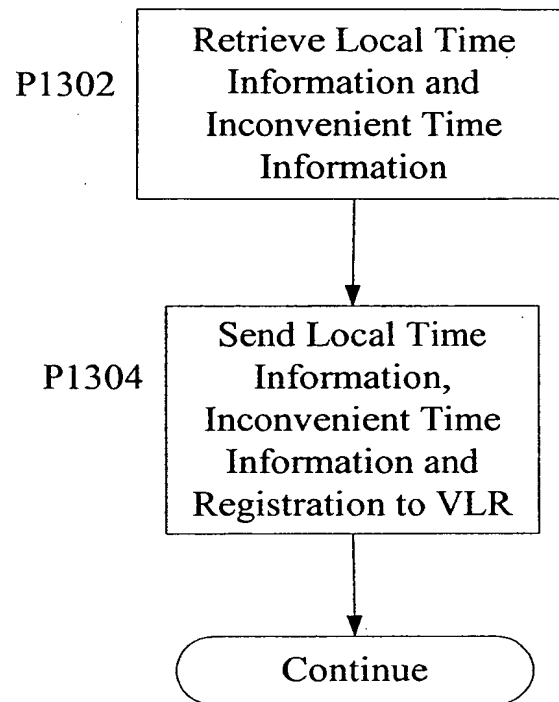 P1302
Retrieve Local Time
Information and
Inconvenient Time
Information
P1304
Send Local Time
Information,
Inconvenient Time
Information and
Registration to VLR
Continue